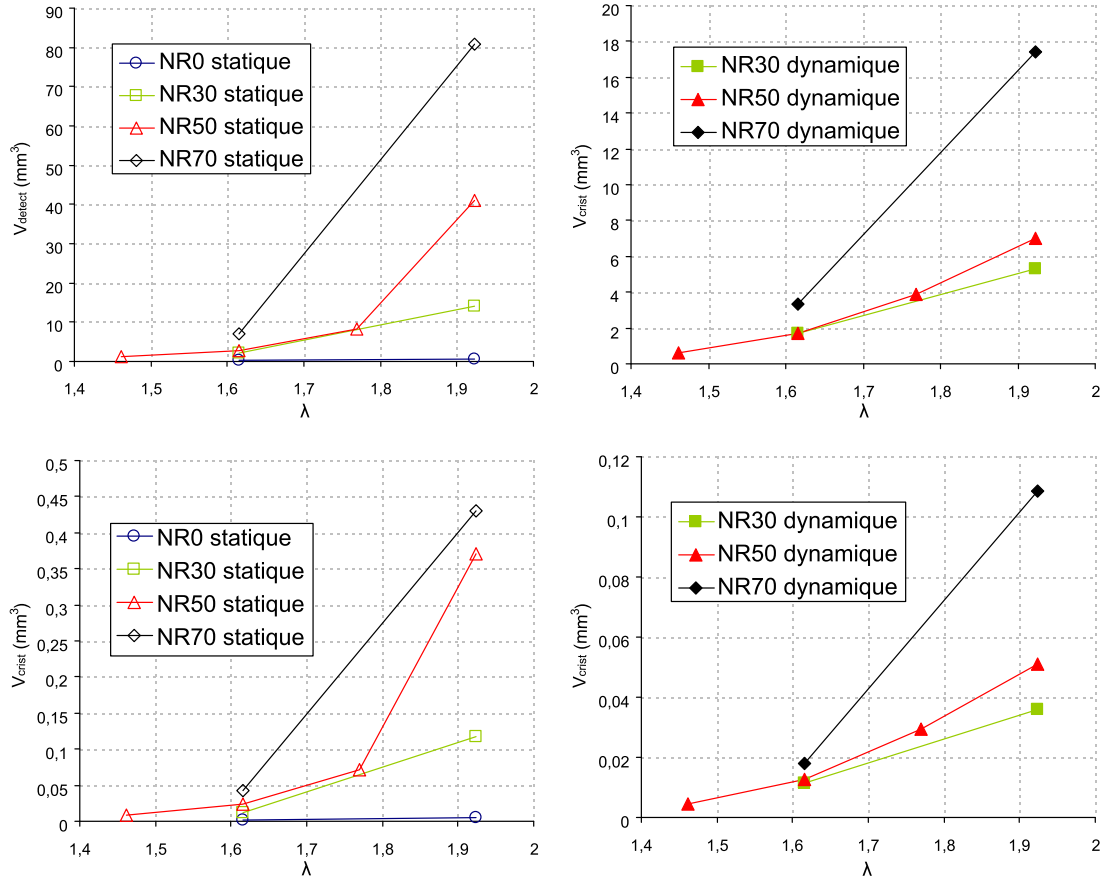 90
80
70
60
50
40
30
20
10
0
V_detect (mm³)
NR0 statique
NR30 statique
NR50 statique
NR70 statique
1,4 1,5 1,6 1,7 1,8 1,9 2
λ
20
18
16
14
12
10
8
6
4
2
0
V_crist (mm³)
NR30 dynamique
NR50 dynamique
NR70 dynamique
1,4 1,5 1,6 1,7 1,8 1,9 2
λ
0,5
0,45
0,4
0,35
0,3
0,25
0,2
0,15
0,1
0,05
0
V_crist (mm³)
NR0 statique
NR30 statique
NR50 statique
NR70 statique
1,4 1,5 1,6 1,7 1,8 1,9 2
λ
0,12
0,1
0,08
0,06
0,04
0,02
0
V_crist (mm³)
NR30 dynamique
NR50 dynamique
NR70 dynamique
1,4 1,5 1,6 1,7 1,8 1,9 2
λ